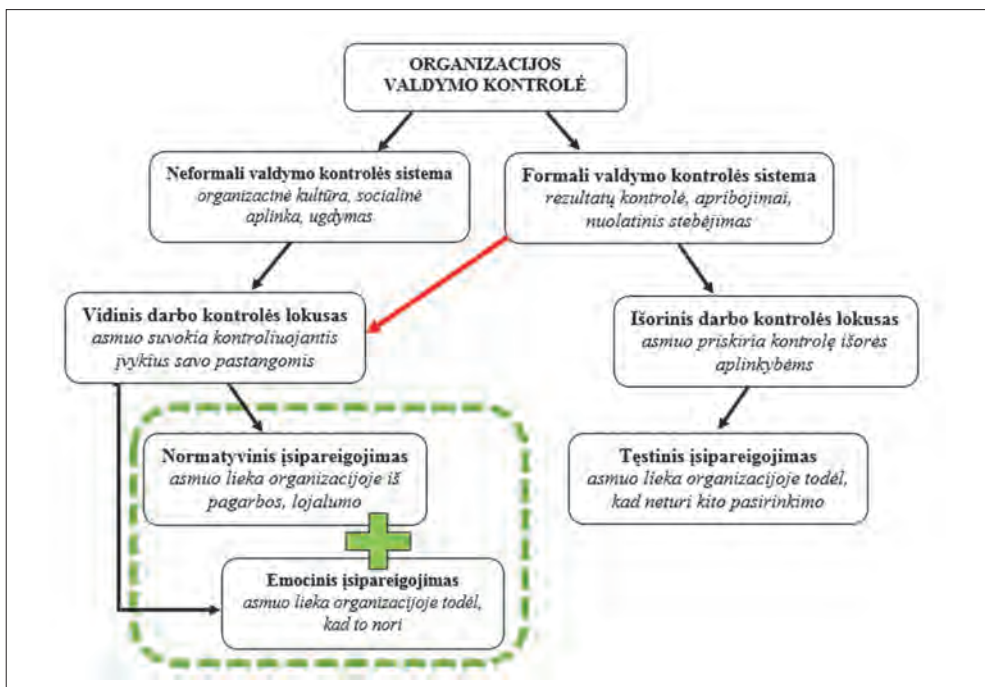 ORGANIZACIJOS
VALDYMO KONTROLĖ
Neformali valdymo kontrolės sistema
organizacinė kultūra, socialinė
aplinka, ugdymas
Formali valdymo kontrolės sistema
rezultatų kontrolė, apribojimai,
nuolatinis stebėjimas
Vidinis darbo kontrolės lokusas
asmuo suvokia kontroliuojantis
įvykius savo pastangomis
Išorinis darbo kontrolės lokusas
asmuo priskiria kontrolę išorės
aplinkybėms
Normatyvinis įsipareigojimas
asmuo lieka organizacijoje iš
pagarbos, lojalumo
Tęstinis įsipareigojimas
asmuo lieka organizacijoje todėl,
kad neturi kito pasirinkimo
Emocinis įsipareigojimas
asmuo lieka organizacijoje todėl,
kad to nori